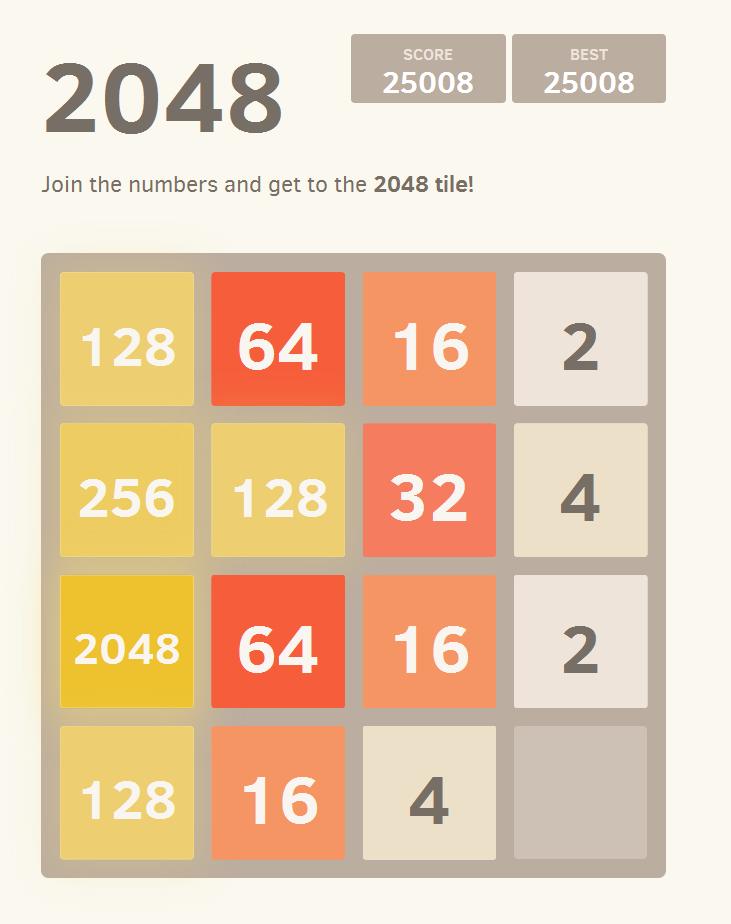 2048
SCORE BEST
25008 25008
Join the numbers and get to the 2048 tile!
128 64 16 2
256 128 32 4
2048 64 16 2
128 16 4